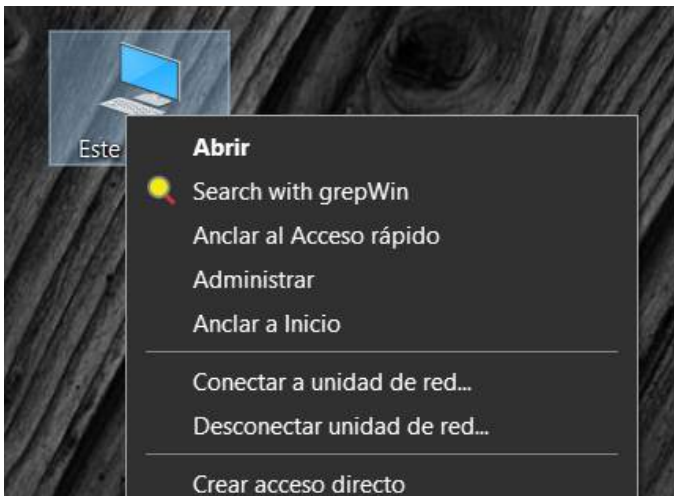 Este
Abrir
Search with grepWin
Anclar al Acceso rápido
Administrar
Anclar a Inicio
Conectar a unidad de red...
Desconectar unidad de red...
Crear acceso directo